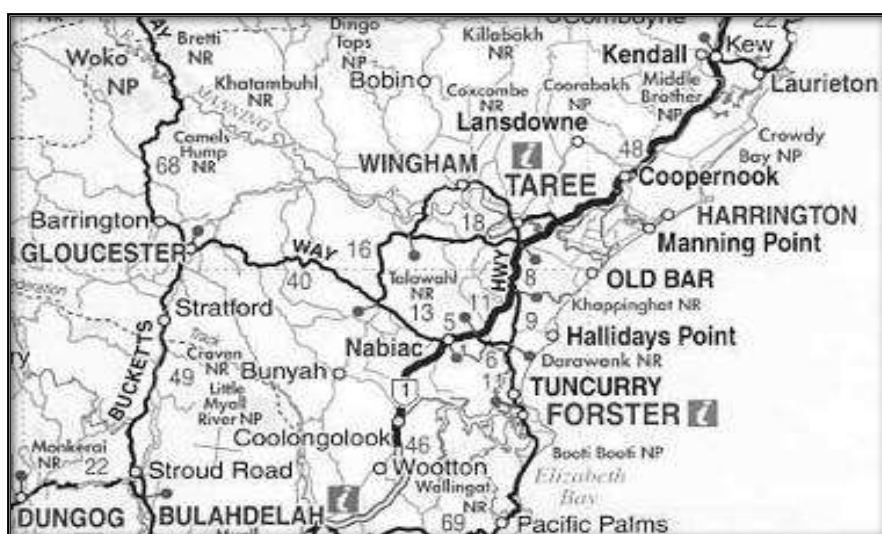 22
Dingo
Tops
NP
Killabakh
NR
Bretti
NR
Woko
NP
Kendall
Kew
Khatambuhl
NR
Bobin
Coxcombe
NR
Coorabakh
NP
Middle
Brother
NP
Laurieton
MANNING
Lansdowne
Camels
Hump
NR
Crowdy
Bay NP
48
68
WINGHAM
i
TAREE
Coopernook
Barrington
18
HARRINGTON
GLOUCESTER
WAY
16
Manning Point
HWY
40
Talawahl
NR
8
OLD BAR
11
Khappinghat NR
Stratford
13
5
9
Hallidays Point
Nabiac
Craven
NR
6
Darawank NR
BUCKETTS
49
Bunyah
1
11
TUNCURRY
Little
Myall
River NP
FORSTER i
Coolongolook
46
Monkerai
NR
22
Booti Booti NP
Stroud Road
Wootton
Wallingat
NR
Elizabeth
Bay
i
DUNGOG
BULAHDELAH
69
Pacific Palms